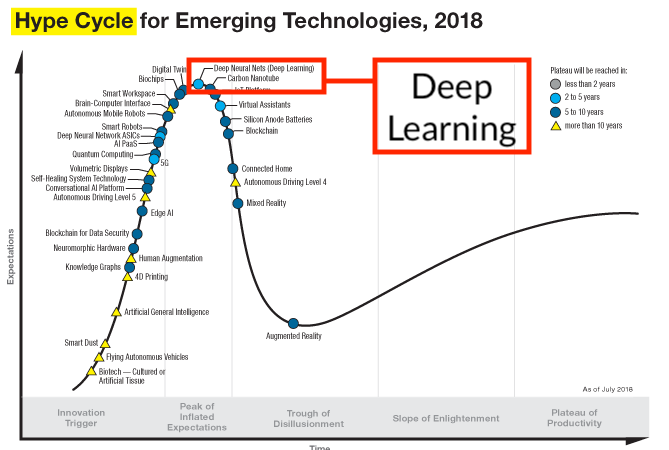 Hype Cycle for Emerging Technologies, 2018
Digital Twin
Deep Neural Nets (Deep Learning)
Biochips
Carbon Nanotube
IoT Platform
Smart Workspace
Virtual Assistants
Brain-Computer Interface
Autonomous Mobile Robots
Silicon Anode Batteries
Smart Robots
Blockchain
Deep Neural Network ASICs
AI PaaS
Quantum Computing
5G
Volumetric Displays
Connected Home
Self-Healing System Technology
Autonomous Driving Level 4
Conversational AI Platform
Autonomous Driving Level 5
Mixed Reality
Edge AI
Blockchain for Data Security
Neuromorphic Hardware
Human Augmentation
Knowledge Graphs
4D Printing
Artificial General Intelligence
Augmented Reality
Smart Dust
Flying Autonomous Vehicles
Biotech — Cultured or
Artificial Tissue
Deep
Learning
Plateau will be reached in:
less than 2 years
2 to 5 years
5 to 10 years
more than 10 years
Expectations
As of July 2018
Innovation
Trigger
Peak of
Inflated
Expectations
Trough of
Disillusionment
Slope of Enlightenment
Plateau of
Productivity
Time